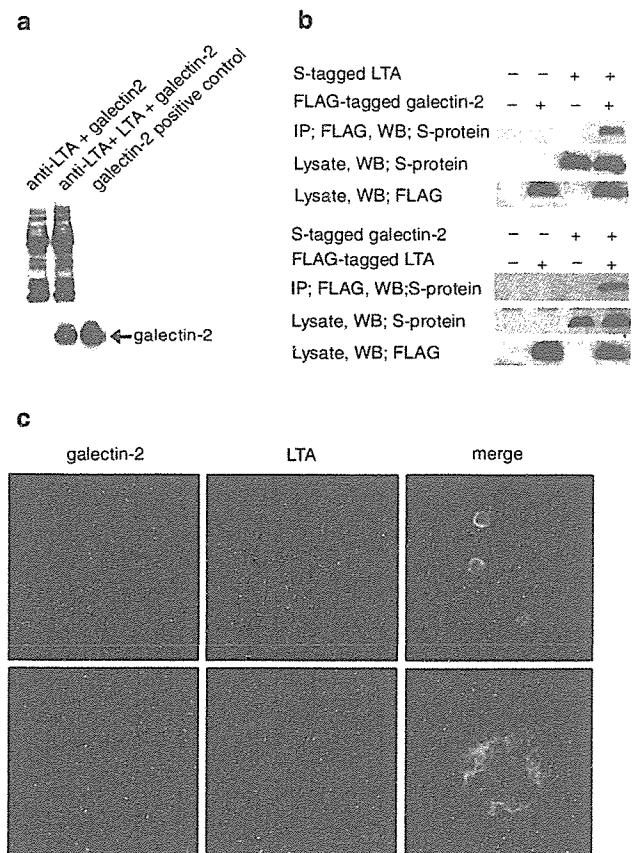 a
anti-LTA + galectin2
anti-LTA+ LTA + galectin-2
galectin-2 positive control
galectin-2
b
S-tagged LTA − − + +
FLAG-tagged galectin-2 − + − +
IP; FLAG, WB; S-protein
Lysate, WB; S-protein
Lysate, WB; FLAG
S-tagged galectin-2 − − + +
FLAG-tagged LTA − + − +
IP; FLAG, WB;S-protein
Lysate, WB; S-protein
Lysate, WB; FLAG
c
galectin-2 LTA merge